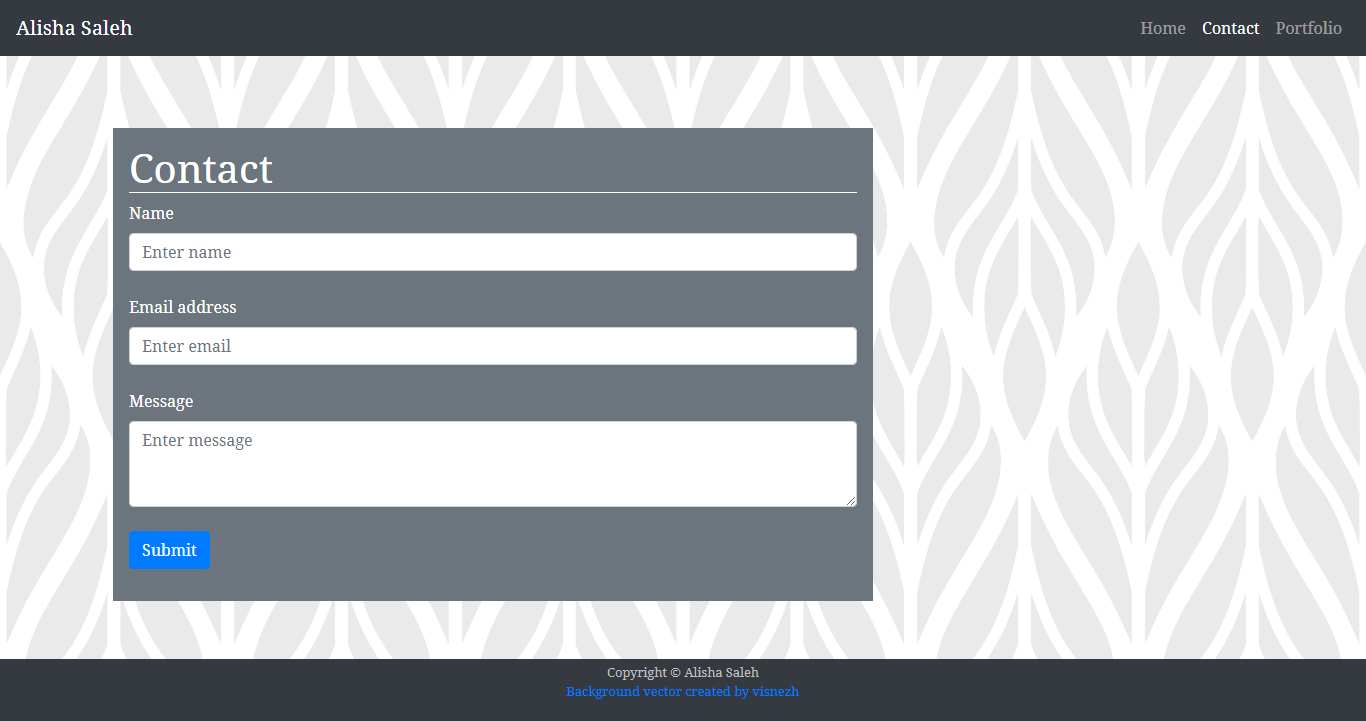 Alisha Saleh
Home Contact Portfolio
Contact
Name
Enter name
Email address
Enter email
Message
Enter message
Submit
Copyright © Alisha Saleh
Background vector created by visnezh